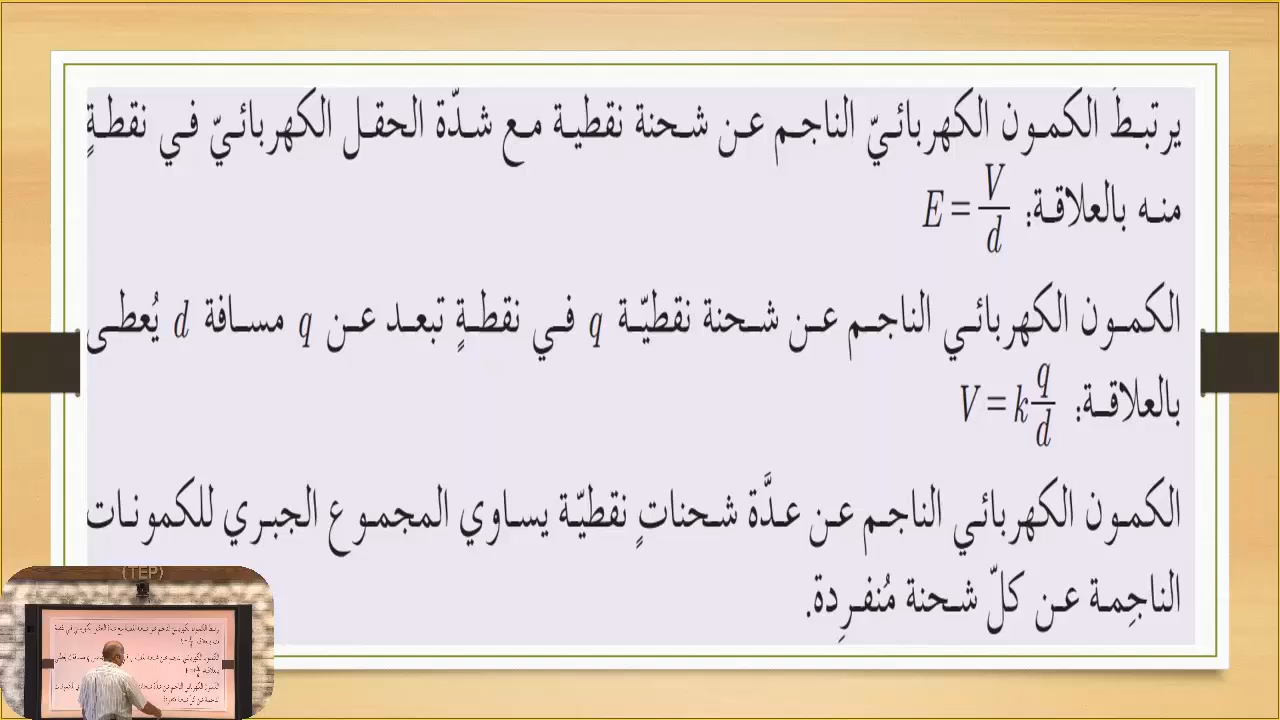 يرتبطَ الكمون الكهربائيّ الناجم عن شحنة نقطية مع شدّة الحقل الكهربائيّ في نقطةٍ
منه بالعلاقة: E = V/d
الكمون الكهربائي الناجم عن شحنة نقطيّة q في نقطةٍ تبعد عن q مسافة d يُعطى
بالعلاقة: V = k q/d
الكمون الكهربائي الناجم عن عدَّة شحناتٍ نقطيّة يساوي المجموع الجبري للكمونات
الناجِمة عن كلّ شحنة مُنفرِدة.
(TEP)